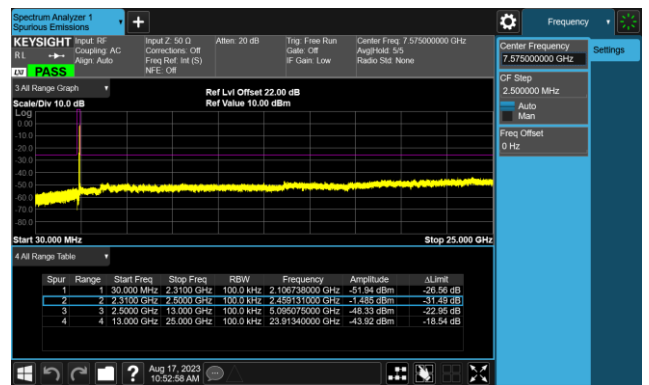 Spectrum Analyzer 1
Spurious Emissions
Frequency
KEYSIGHT Input: RF Input Z: 50 Ω Atten: 20 dB Trig: Free Run Center Freq: 7.575000000 GHz
RL Coupling: AC Corrections: Off Gate: Off Avg|Hold: 5/5
Align: Auto Freq Ref: Int (S) IF Gain: Low Radio Std: None
LXI PASS NFE: Off
Center Frequency
7.575000000 GHz
Settings
CF Step
2.500000 MHz
Auto
Man
Freq Offset
0 Hz
3 All Range Graph
Ref Lvl Offset 22.00 dB
Scale/Div 10.0 dB Ref Value 10.00 dBm
Log
0.00
-10.0
-20.0
-30.0
-40.0
-50.0
-60.0
-70.0
-80.0
Start 30.000 MHz Stop 25.000 GHz
4 All Range Table
Spur Range Start Freq Stop Freq RBW Frequency Amplitude ΔLimit
1 1 30.000 MHz 2.3100 GHz 100.0 kHz 2.106738000 GHz -51.94 dBm -26.56 dB
2 2 2.3100 GHz 2.5000 GHz 100.0 kHz 2.459131000 GHz -1.485 dBm -31.49 dB
3 3 2.5000 GHz 13.000 GHz 100.0 kHz 5.095075000 GHz -48.33 dBm -22.95 dB
4 4 13.000 GHz 25.000 GHz 100.0 kHz 23.91340000 GHz -43.92 dBm -18.54 dB
Aug 17, 2023
10:52:58 AM